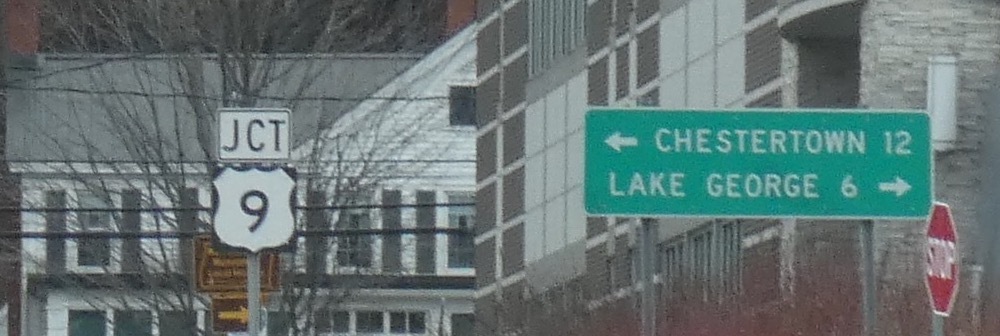 JCT
9
← CHESTERTOWN 12
LAKE GEORGE 6 →
STOP